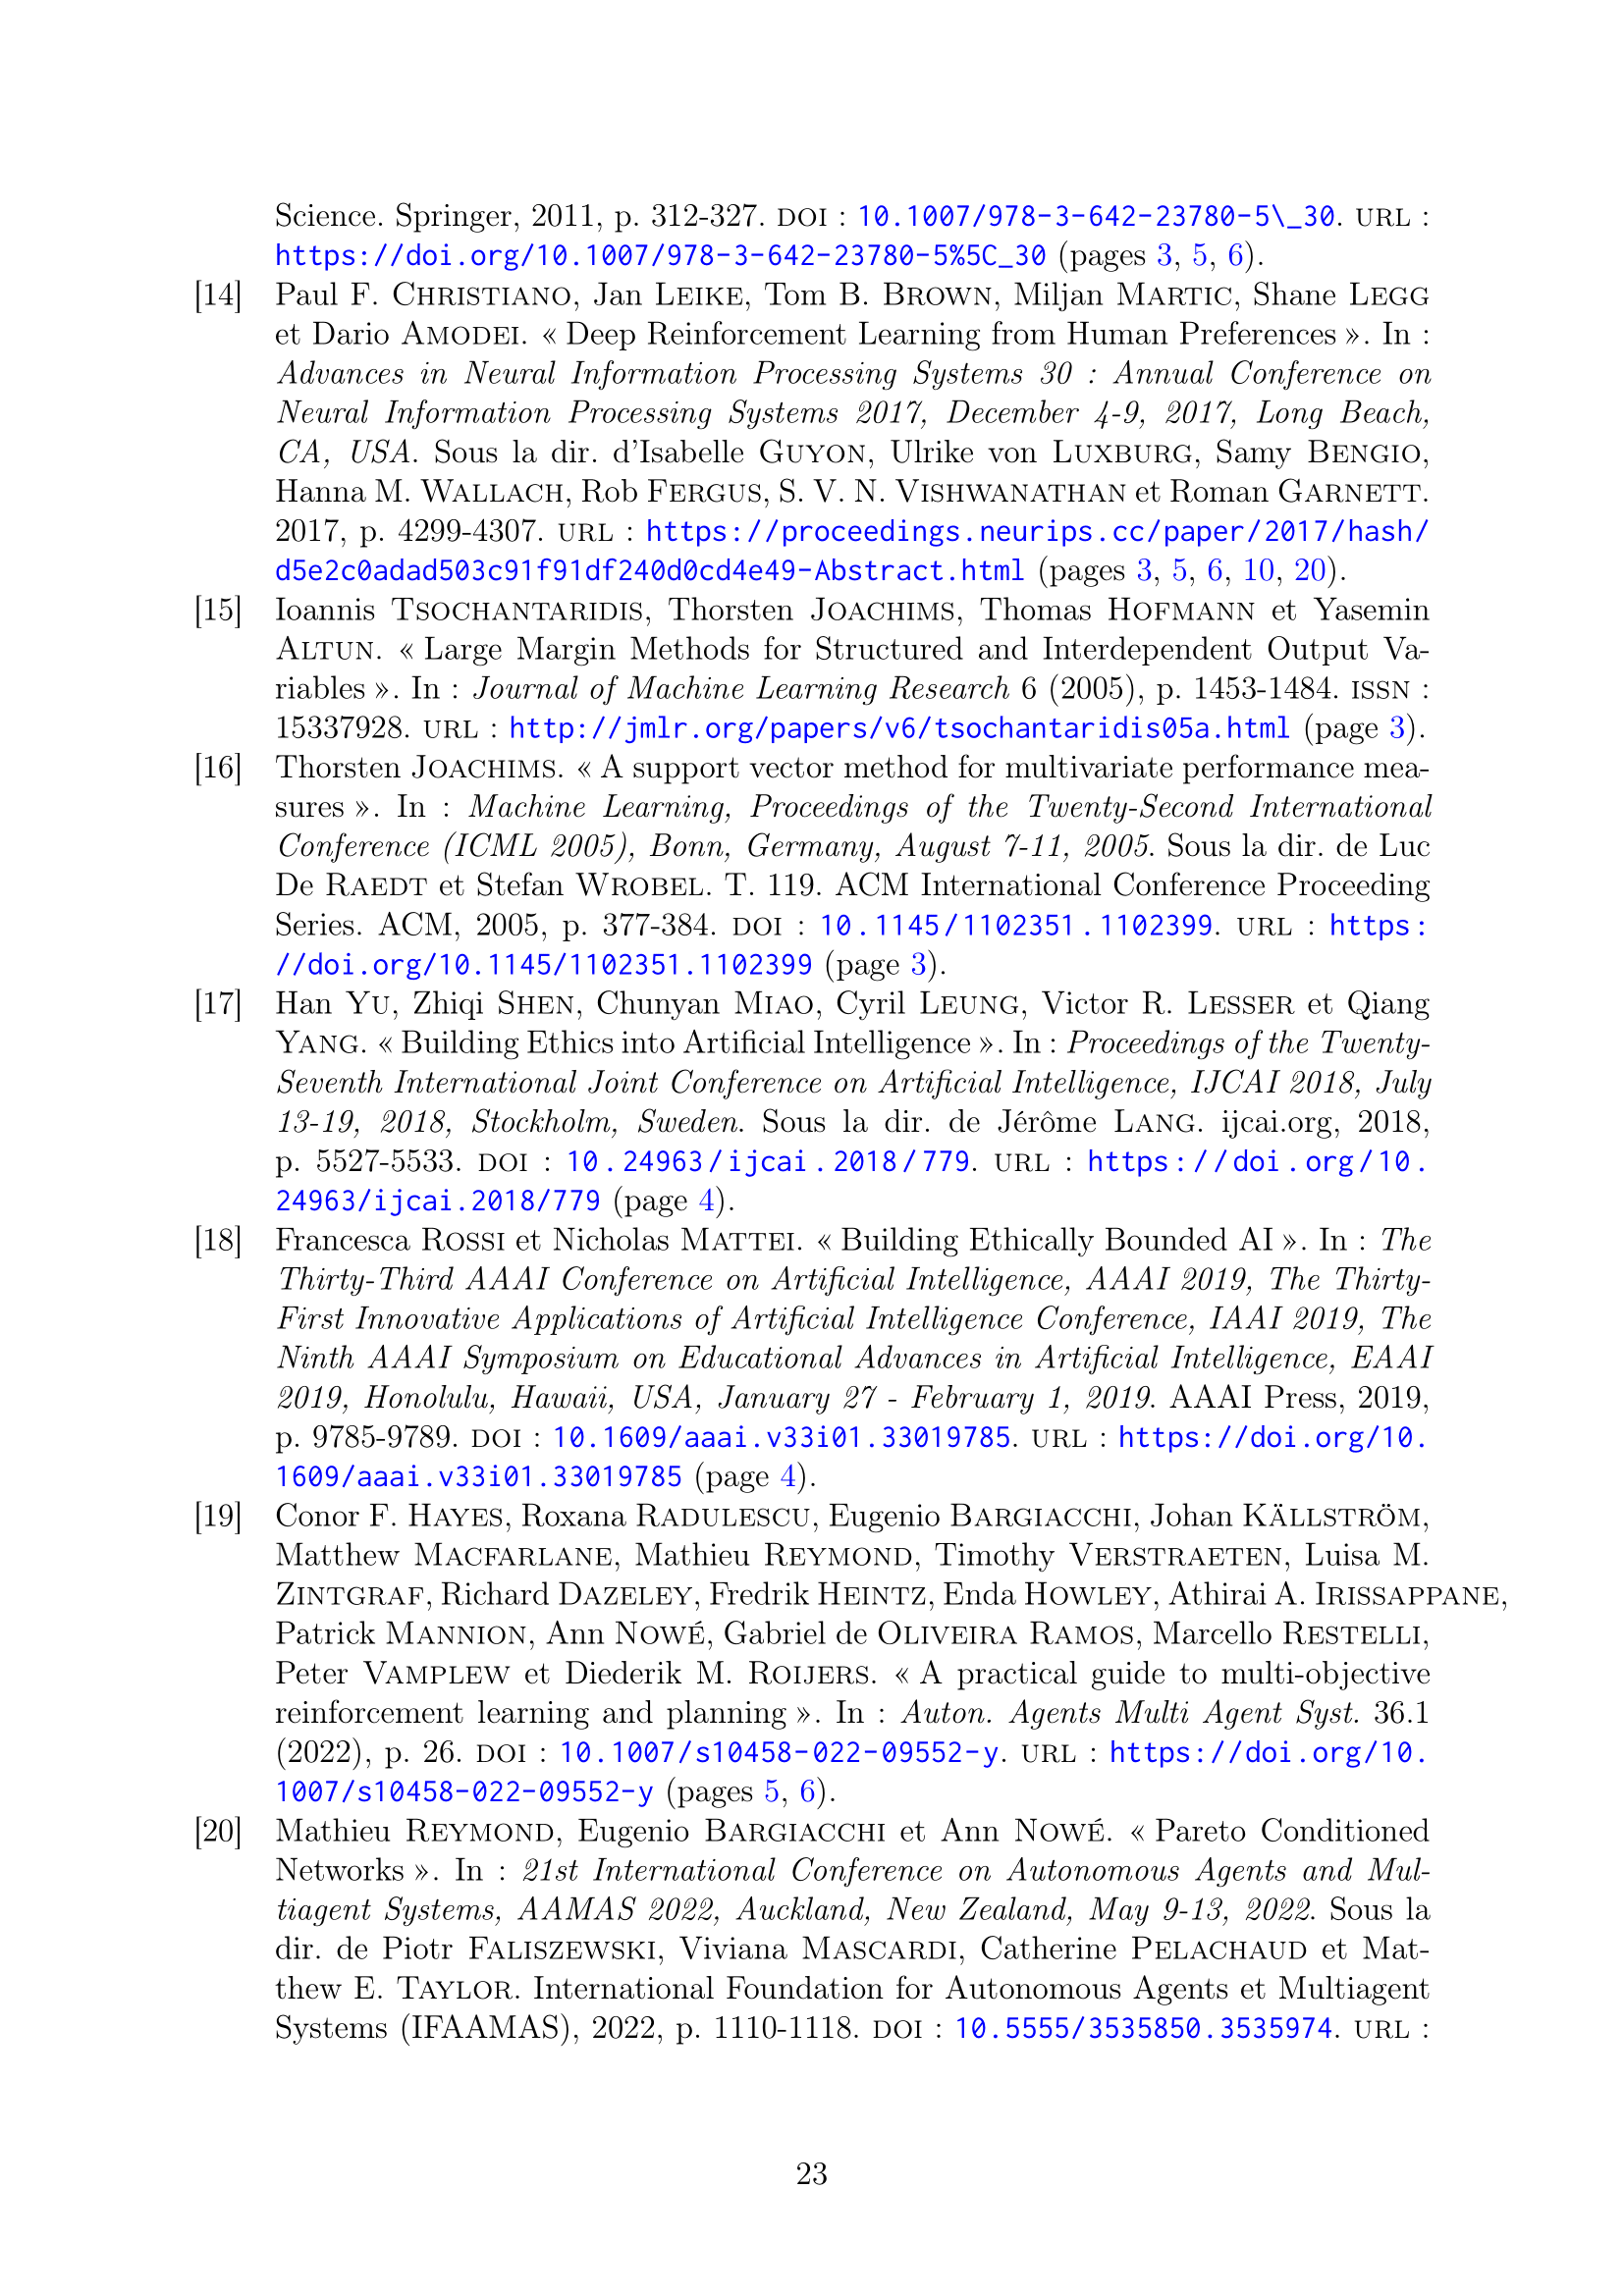 Science. Springer, 2011, p. 312-327. DOI : 10.1007/978-3-642-23780-5\_30. URL :
https://doi.org/10.1007/978-3-642-23780-5%5C_30 (pages 3, 5, 6).
[14] Paul F. CHRISTIANO, Jan LEIKE, Tom B. BROWN, Miljan MARTIC, Shane LEGG
et Dario AMODEI. « Deep Reinforcement Learning from Human Preferences ». In :
Advances in Neural Information Processing Systems 30 : Annual Conference on
Neural Information Processing Systems 2017, December 4-9, 2017, Long Beach,
CA, USA. Sous la dir. d'Isabelle GUYON, Ulrike von LUXBURG, Samy BENGIO,
Hanna M. WALLACH, Rob FERGUS, S. V. N. VISHWANATHAN et Roman GARNETT.
2017, p. 4299-4307. URL : https://proceedings.neurips.cc/paper/2017/hash/
d5e2c0adad503c91f91df240d0cd4e49-Abstract.html (pages 3, 5, 6, 10, 20).
[15] Ioannis TSOCHANTARIDIS, Thorsten JOACHIMS, Thomas HOFMANN et Yasemin
ALTUN. « Large Margin Methods for Structured and Interdependent Output Va-
riables ». In : Journal of Machine Learning Research 6 (2005), p. 1453-1484. ISSN :
15337928. URL : http://jmlr.org/papers/v6/tsochantaridis05a.html (page 3).
[16] Thorsten JOACHIMS. « A support vector method for multivariate performance mea-
sures ». In : Machine Learning, Proceedings of the Twenty-Second International
Conference (ICML 2005), Bonn, Germany, August 7-11, 2005. Sous la dir. de Luc
De RAEDT et Stefan WROBEL. T. 119. ACM International Conference Proceeding
Series. ACM, 2005, p. 377-384. DOI : 10.1145/1102351.1102399. URL : https:
//doi.org/10.1145/1102351.1102399 (page 3).
[17] Han YU, Zhiqi SHEN, Chunyan MIAO, Cyril LEUNG, Victor R. LESSER et Qiang
YANG. « Building Ethics into Artificial Intelligence ». In : Proceedings of the Twenty-
Seventh International Joint Conference on Artificial Intelligence, IJCAI 2018, July
13-19, 2018, Stockholm, Sweden. Sous la dir. de Jérôme LANG. ijcai.org, 2018,
p. 5527-5533. DOI : 10.24963/ijcai.2018/779. URL : https://doi.org/10.
24963/ijcai.2018/779 (page 4).
[18] Francesca ROSSI et Nicholas MATTEI. « Building Ethically Bounded AI ». In : The
Thirty-Third AAAI Conference on Artificial Intelligence, AAAI 2019, The Thirty-
First Innovative Applications of Artificial Intelligence Conference, IAAI 2019, The
Ninth AAAI Symposium on Educational Advances in Artificial Intelligence, EAAI
2019, Honolulu, Hawaii, USA, January 27 - February 1, 2019. AAAI Press, 2019,
p. 9785-9789. DOI : 10.1609/aaai.v33i01.33019785. URL : https://doi.org/10.
1609/aaai.v33i01.33019785 (page 4).
[19] Conor F. HAYES, Roxana RADULESCU, Eugenio BARGIACCHI, Johan KÄLLSTRÖM,
Matthew MACFARLANE, Mathieu REYMOND, Timothy VERSTRAETEN, Luisa M.
ZINTGRAF, Richard DAZELEY, Fredrik HEINTZ, Enda HOWLEY, Athirai A. IRISSAPPANE,
Patrick MANNION, Ann NOWÉ, Gabriel de OLIVEIRA RAMOS, Marcello RESTELLI,
Peter VAMPLEW et Diederik M. ROIJERS. « A practical guide to multi-objective
reinforcement learning and planning ». In : Auton. Agents Multi Agent Syst. 36.1
(2022), p. 26. DOI : 10.1007/s10458-022-09552-y. URL : https://doi.org/10.
1007/s10458-022-09552-y (pages 5, 6).
[20] Mathieu REYMOND, Eugenio BARGIACCHI et Ann NOWÉ. « Pareto Conditioned
Networks ». In : 21st International Conference on Autonomous Agents and Mul-
tiagent Systems, AAMAS 2022, Auckland, New Zealand, May 9-13, 2022. Sous la
dir. de Piotr FALISZEWSKI, Viviana MASCARDI, Catherine PELACHAUD et Mat-
thew E. TAYLOR. International Foundation for Autonomous Agents et Multiagent
Systems (IFAAMAS), 2022, p. 1110-1118. DOI : 10.5555/3535850.3535974. URL :
23